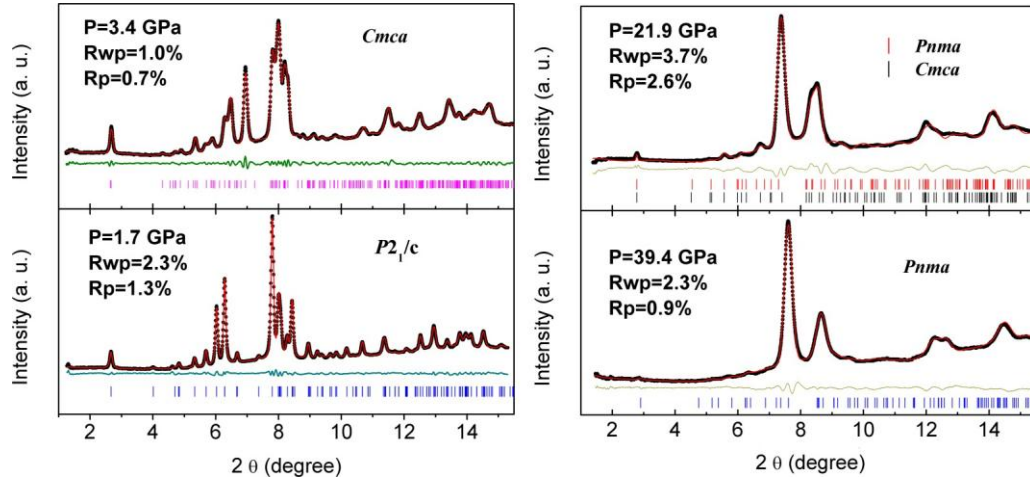 P=3.4 GPa
Rwp=1.0%
Rp=0.7%
Cmca
Intensity (a. u.)
P=1.7 GPa
Rwp=2.3%
Rp=1.3%
P2₁/c
Intensity (a. u.)
2 4 6 8 10 12 14
2 θ (degree)
P=21.9 GPa
Rwp=3.7%
Rp=2.6%
Pnma
Cmca
Intensity (a. u.)
P=39.4 GPa
Rwp=2.3%
Rp=0.9%
Pnma
Intensity (a. u.)
2 4 6 8 10 12 14
2 θ (degree)